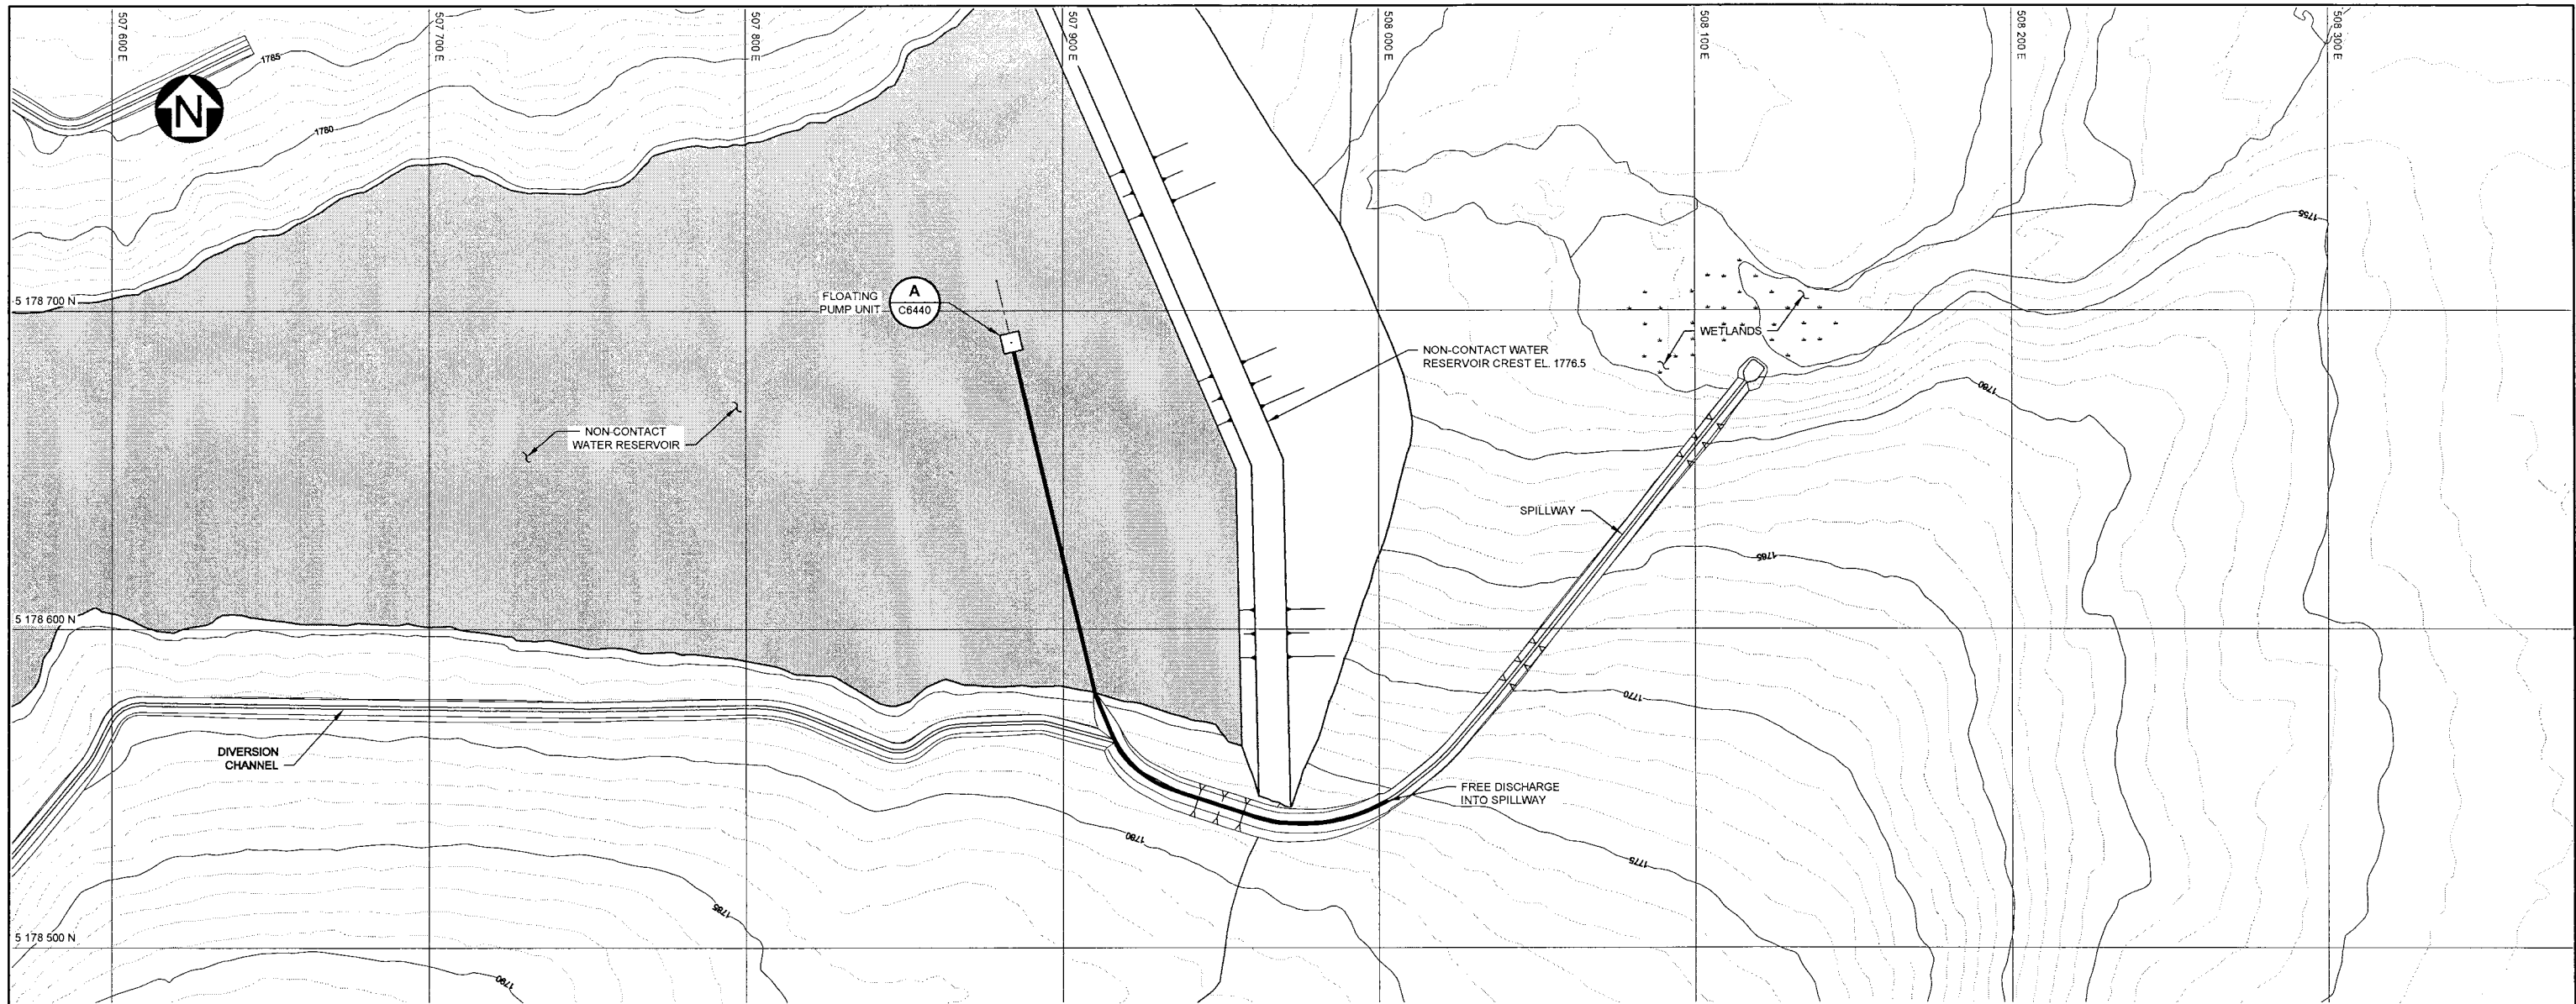 507 600 E
507 700 E
507 800 E
507 900 E
508 000 E
508 100 E
508 200 E
508 300 E
1785
N
1780
1755
5 178 700 N
FLOATING
PUMP UNIT
A
C6440
WETLANDS
NON-CONTACT WATER
RESERVOIR CREST EL. 1776.5
1760
NON-CONTACT
WATER RESERVOIR
SPILLWAY
1765
5 178 600 N
1770
DIVERSION
CHANNEL
FREE DISCHARGE
INTO SPILLWAY
1780
1775
1785
5 178 500 N
1790